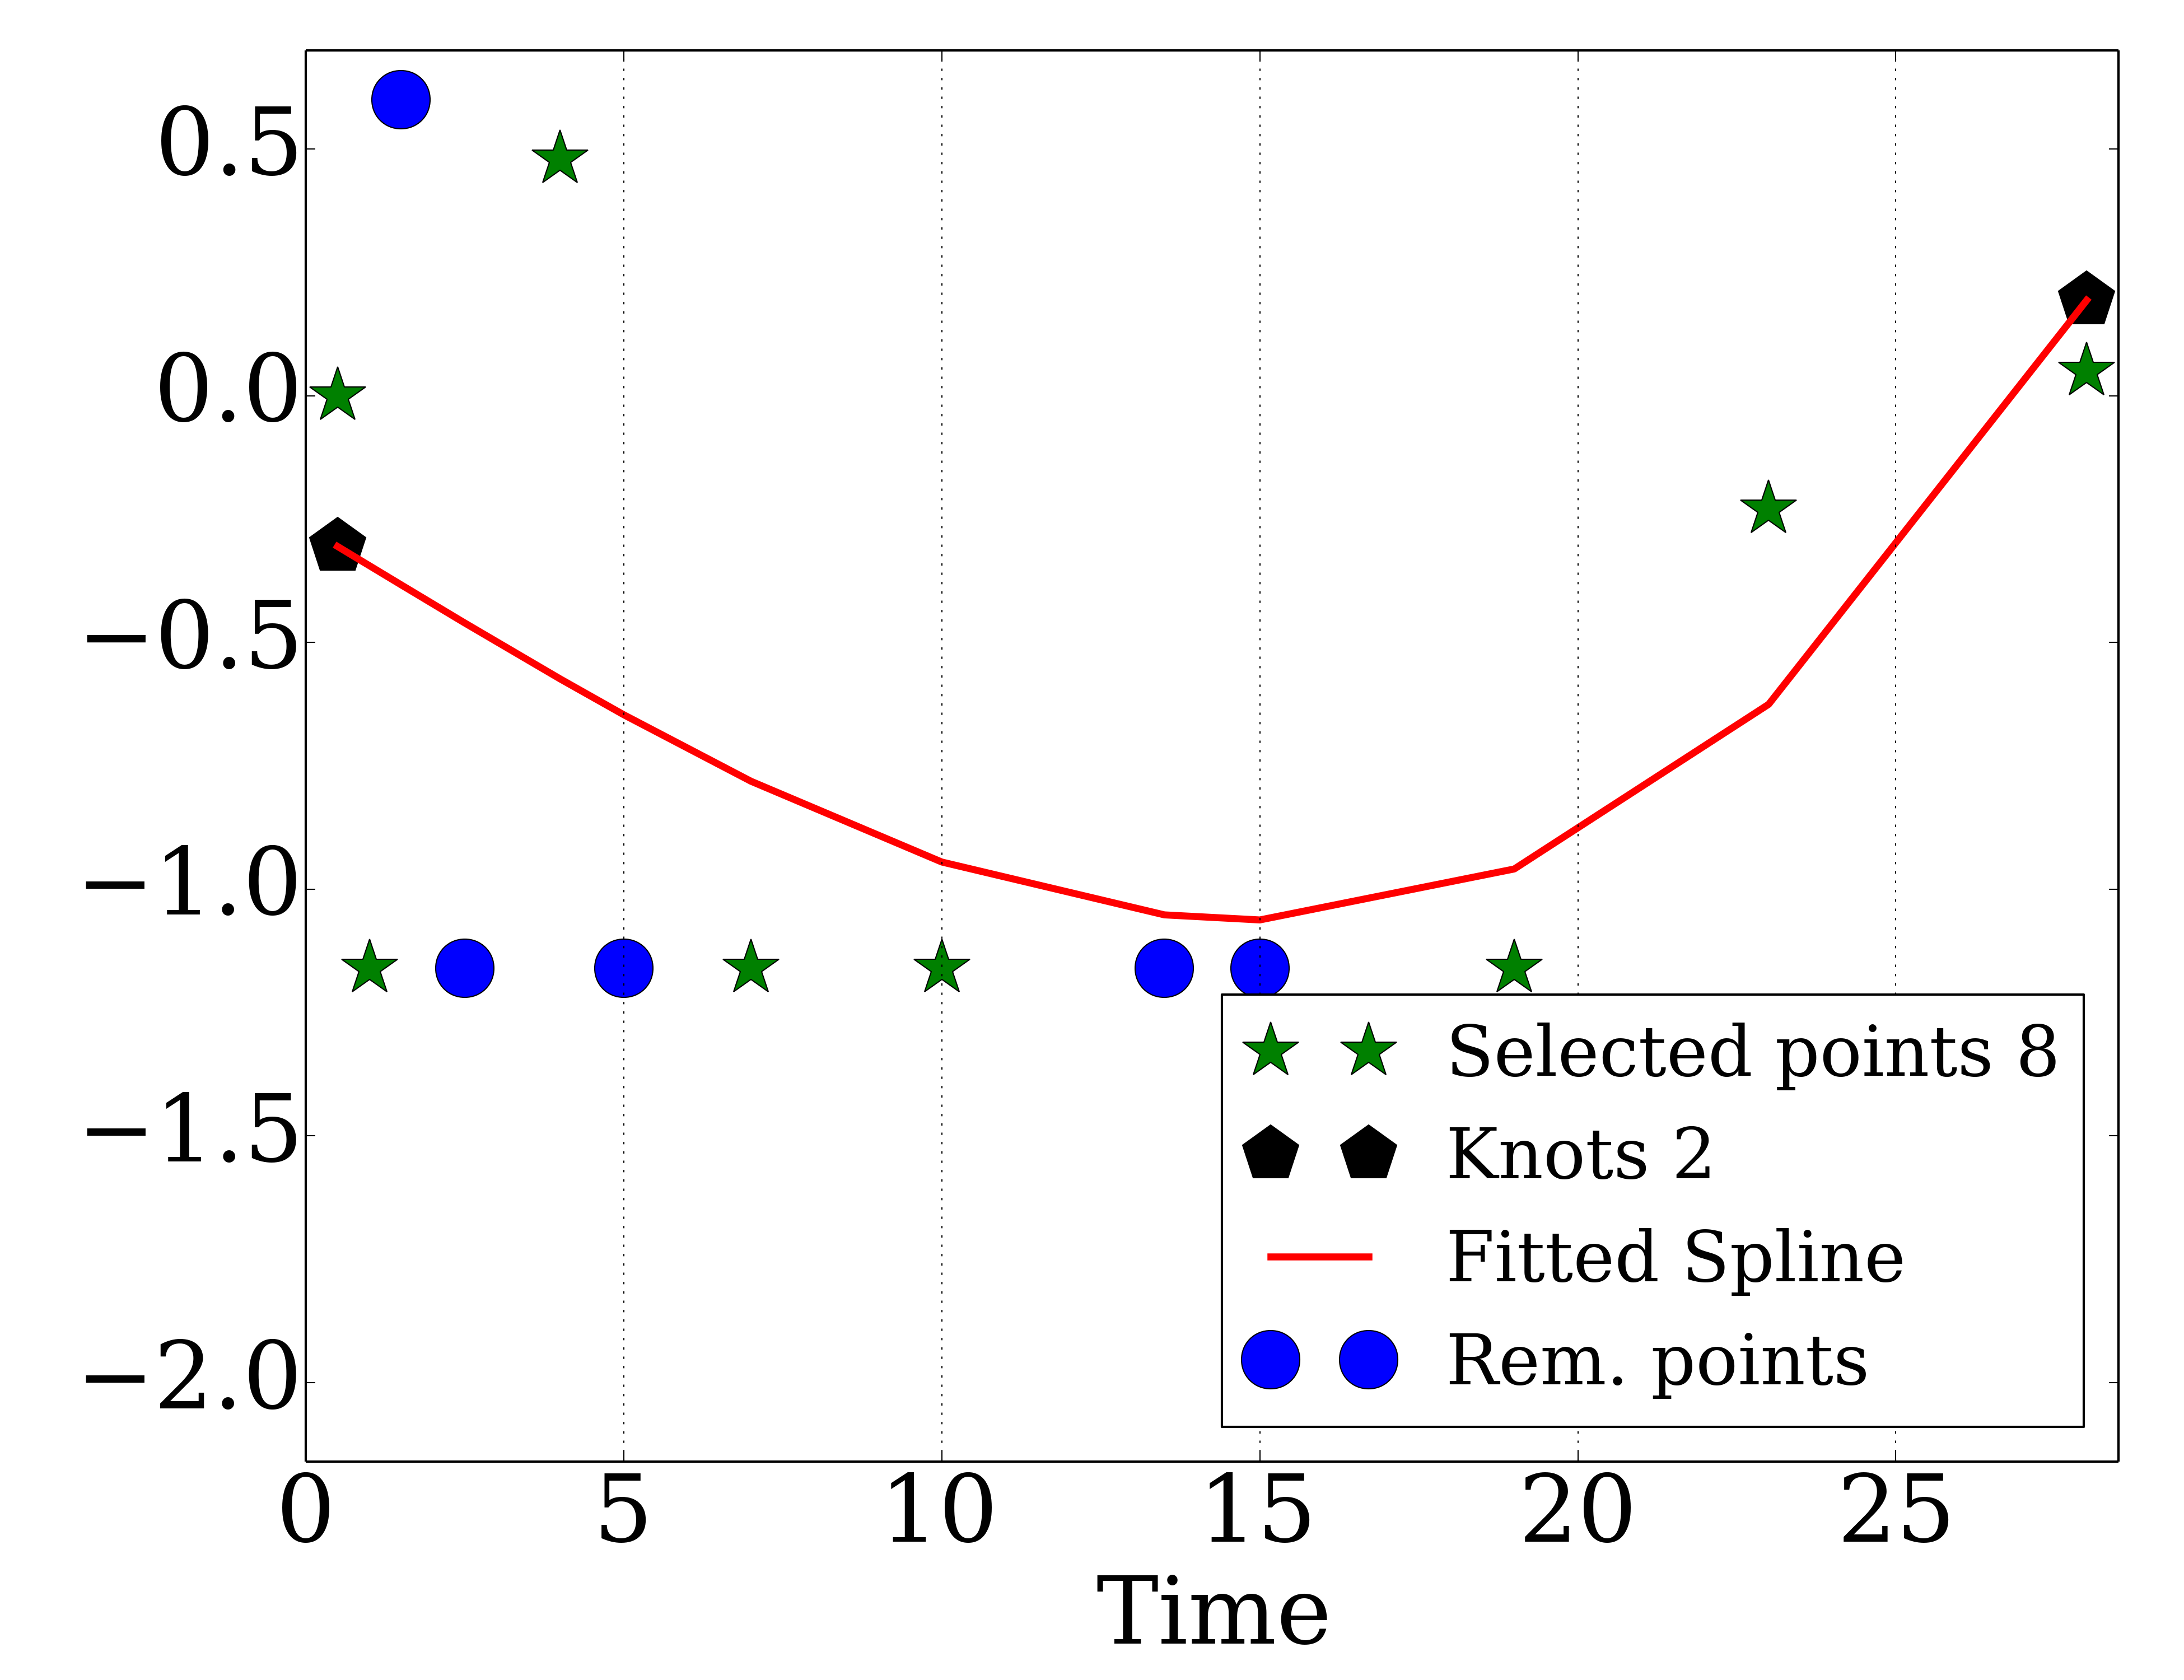 0.5
0.0
−0.5
−1.0
−1.5
−2.0
0 5 10 15 20 25
Time
Selected points 8
Knots 2
Fitted Spline
Rem. points